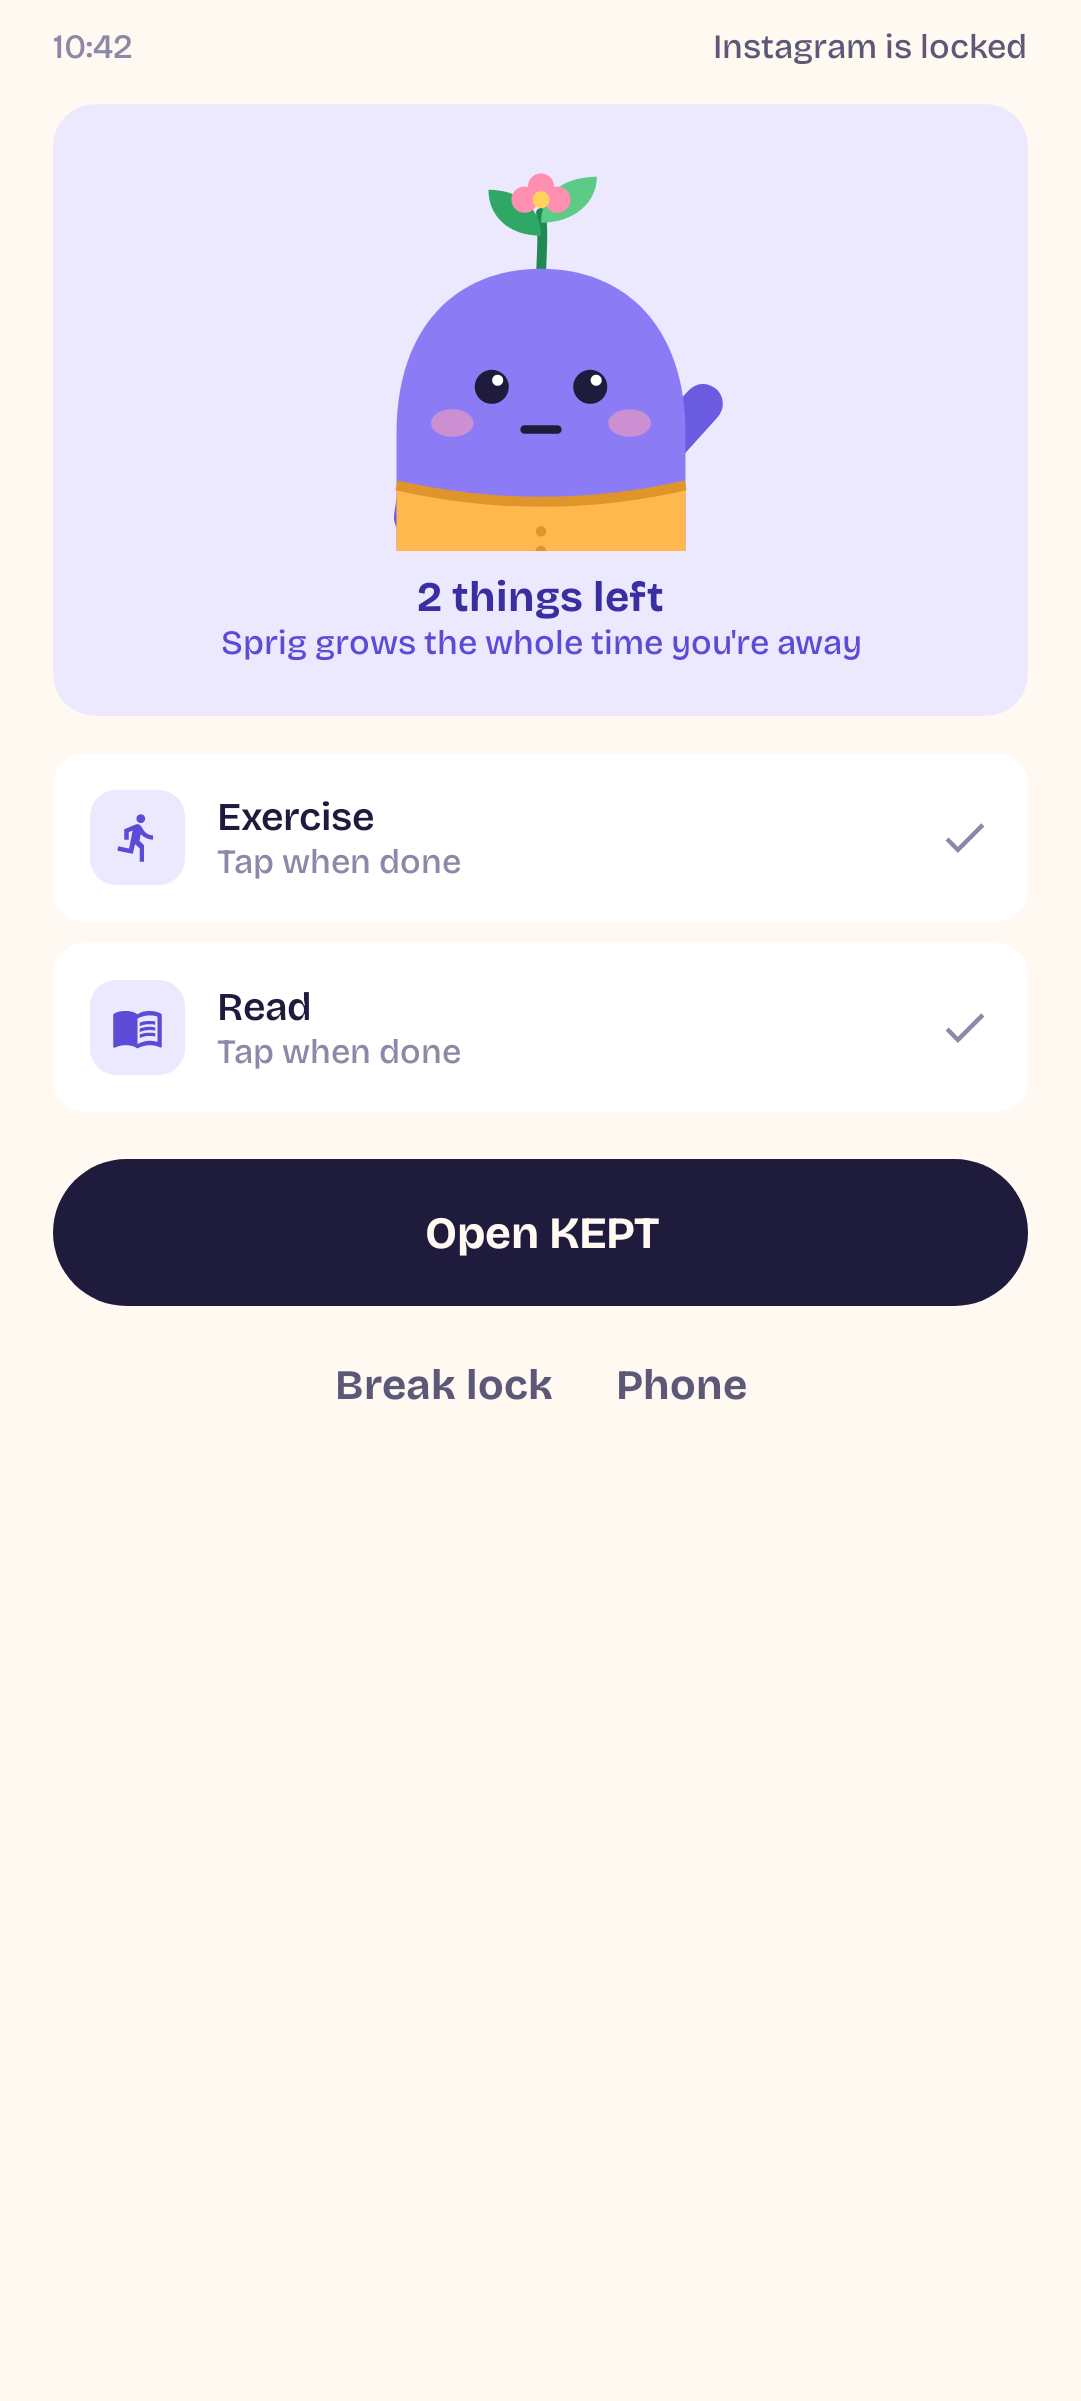 10:42
Instagram is locked
2 things left
Sprig grows the whole time you're away
Exercise
Tap when done
Read
Tap when done
Open KEPT
Break lock
Phone